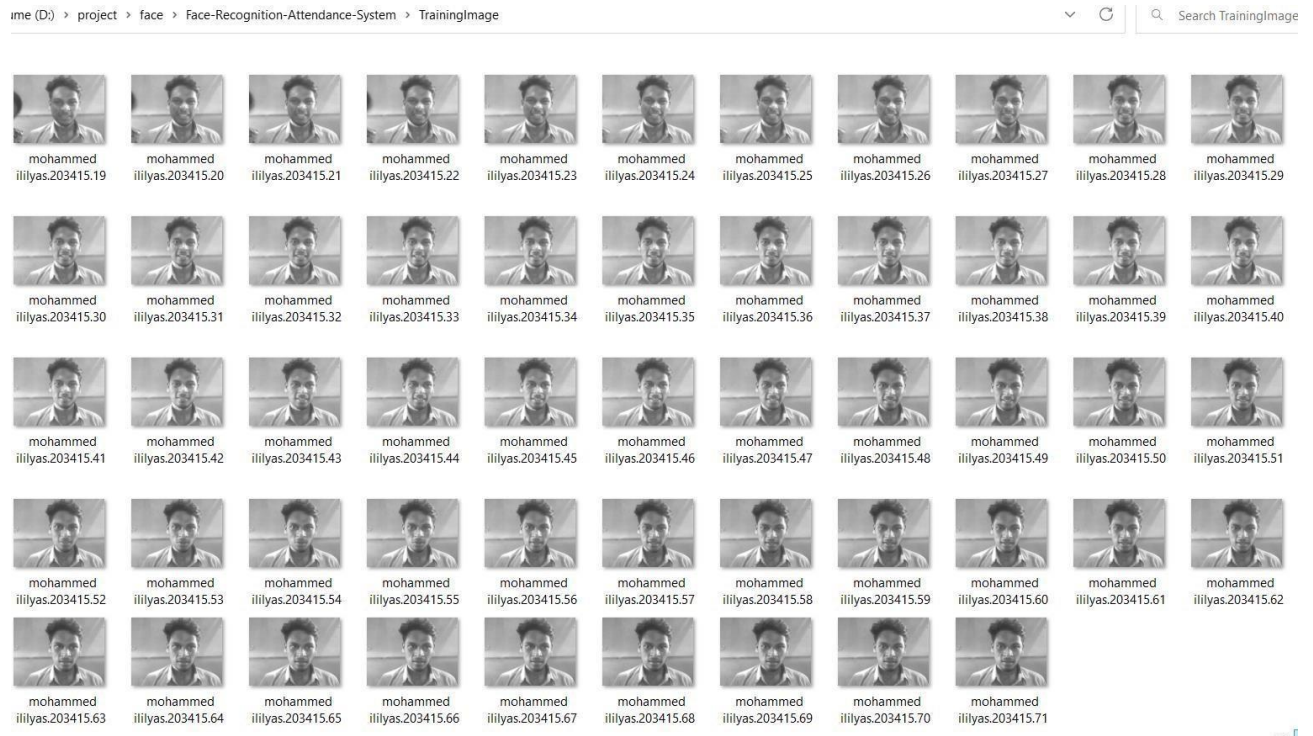 ume (D:) > project > face > Face-Recognition-Attendance-System > TrainingImage
Search TrainingImage
mohammed mohammed mohammed mohammed mohammed mohammed mohammed mohammed mohammed mohammed mohammed
ililyas.203415.19 ililyas.203415.20 ililyas.203415.21 ililyas.203415.22 ililyas.203415.23 ililyas.203415.24 ililyas.203415.25 ililyas.203415.26 ililyas.203415.27 ililyas.203415.28 ililyas.203415.29
mohammed mohammed mohammed mohammed mohammed mohammed mohammed mohammed mohammed mohammed mohammed
ililyas.203415.30 ililyas.203415.31 ililyas.203415.32 ililyas.203415.33 ililyas.203415.34 ililyas.203415.35 ililyas.203415.36 ililyas.203415.37 ililyas.203415.38 ililyas.203415.39 ililyas.203415.40
mohammed mohammed mohammed mohammed mohammed mohammed mohammed mohammed mohammed mohammed mohammed
ililyas.203415.41 ililyas.203415.42 ililyas.203415.43 ililyas.203415.44 ililyas.203415.45 ililyas.203415.46 ililyas.203415.47 ililyas.203415.48 ililyas.203415.49 ililyas.203415.50 ililyas.203415.51
mohammed mohammed mohammed mohammed mohammed mohammed mohammed mohammed mohammed mohammed mohammed
ililyas.203415.52 ililyas.203415.53 ililyas.203415.54 ililyas.203415.55 ililyas.203415.56 ililyas.203415.57 ililyas.203415.58 ililyas.203415.59 ililyas.203415.60 ililyas.203415.61 ililyas.203415.62
mohammed mohammed mohammed mohammed mohammed mohammed mohammed mohammed mohammed
ililyas.203415.63 ililyas.203415.64 ililyas.203415.65 ililyas.203415.66 ililyas.203415.67 ililyas.203415.68 ililyas.203415.69 ililyas.203415.70 ililyas.203415.71